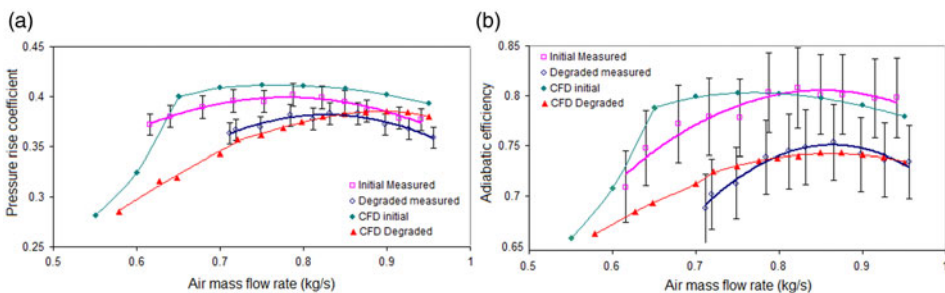 (a)
Pressure rise coefficient
0.45
0.4
0.35
0.3
0.25
Initial Measured
Degraded measured
CFD initial
CFD Degraded
0.5 0.6 0.7 0.8 0.9 1
Air mass flow rate (kg/s)
(b)
Adiabatic efficiency
0.85
0.8
0.75
0.7
0.65
Initial Measured
Degraded measured
CFD initial
CFD Degraded
0.5 0.6 0.7 0.8 0.9 1
Air mass flow rate (kg/s)